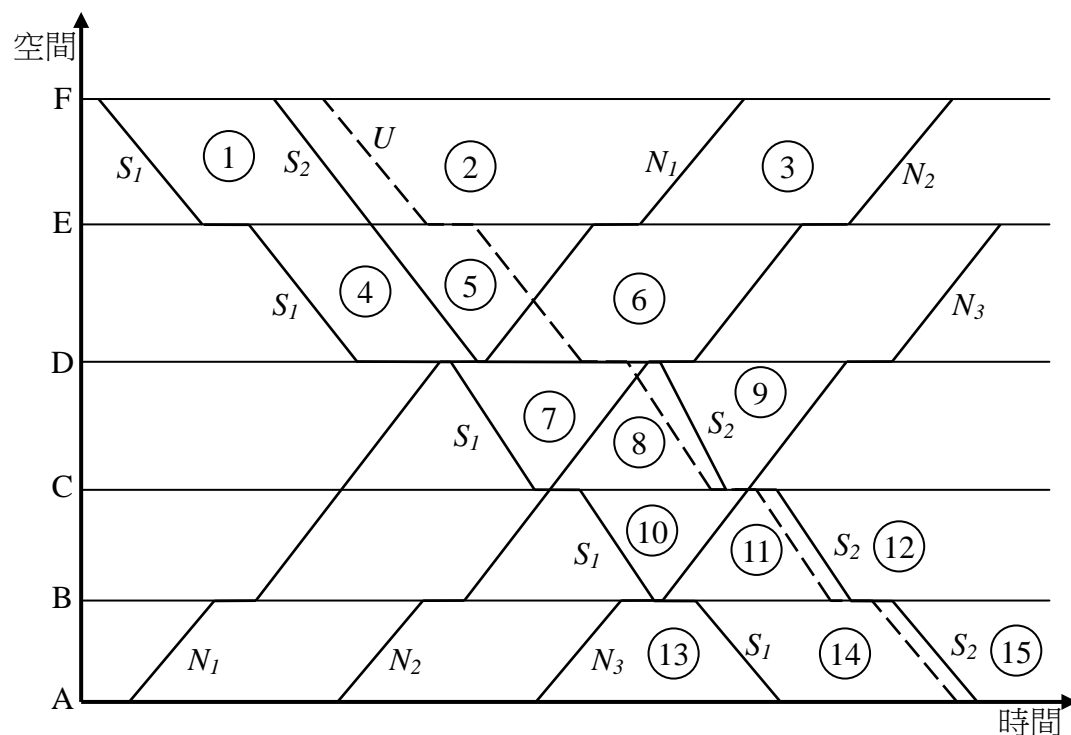 空間
F
S1 ① S2 U ② N1 ③ N2
E
S1 ④ ⑤ ⑥ N3
D
S1 ⑦ ⑧ S2 ⑨
C
S1 ⑩ ⑪ S2 ⑫
B
N1 N2 N3 ⑬ S1 ⑭ S2 ⑮
A
時間